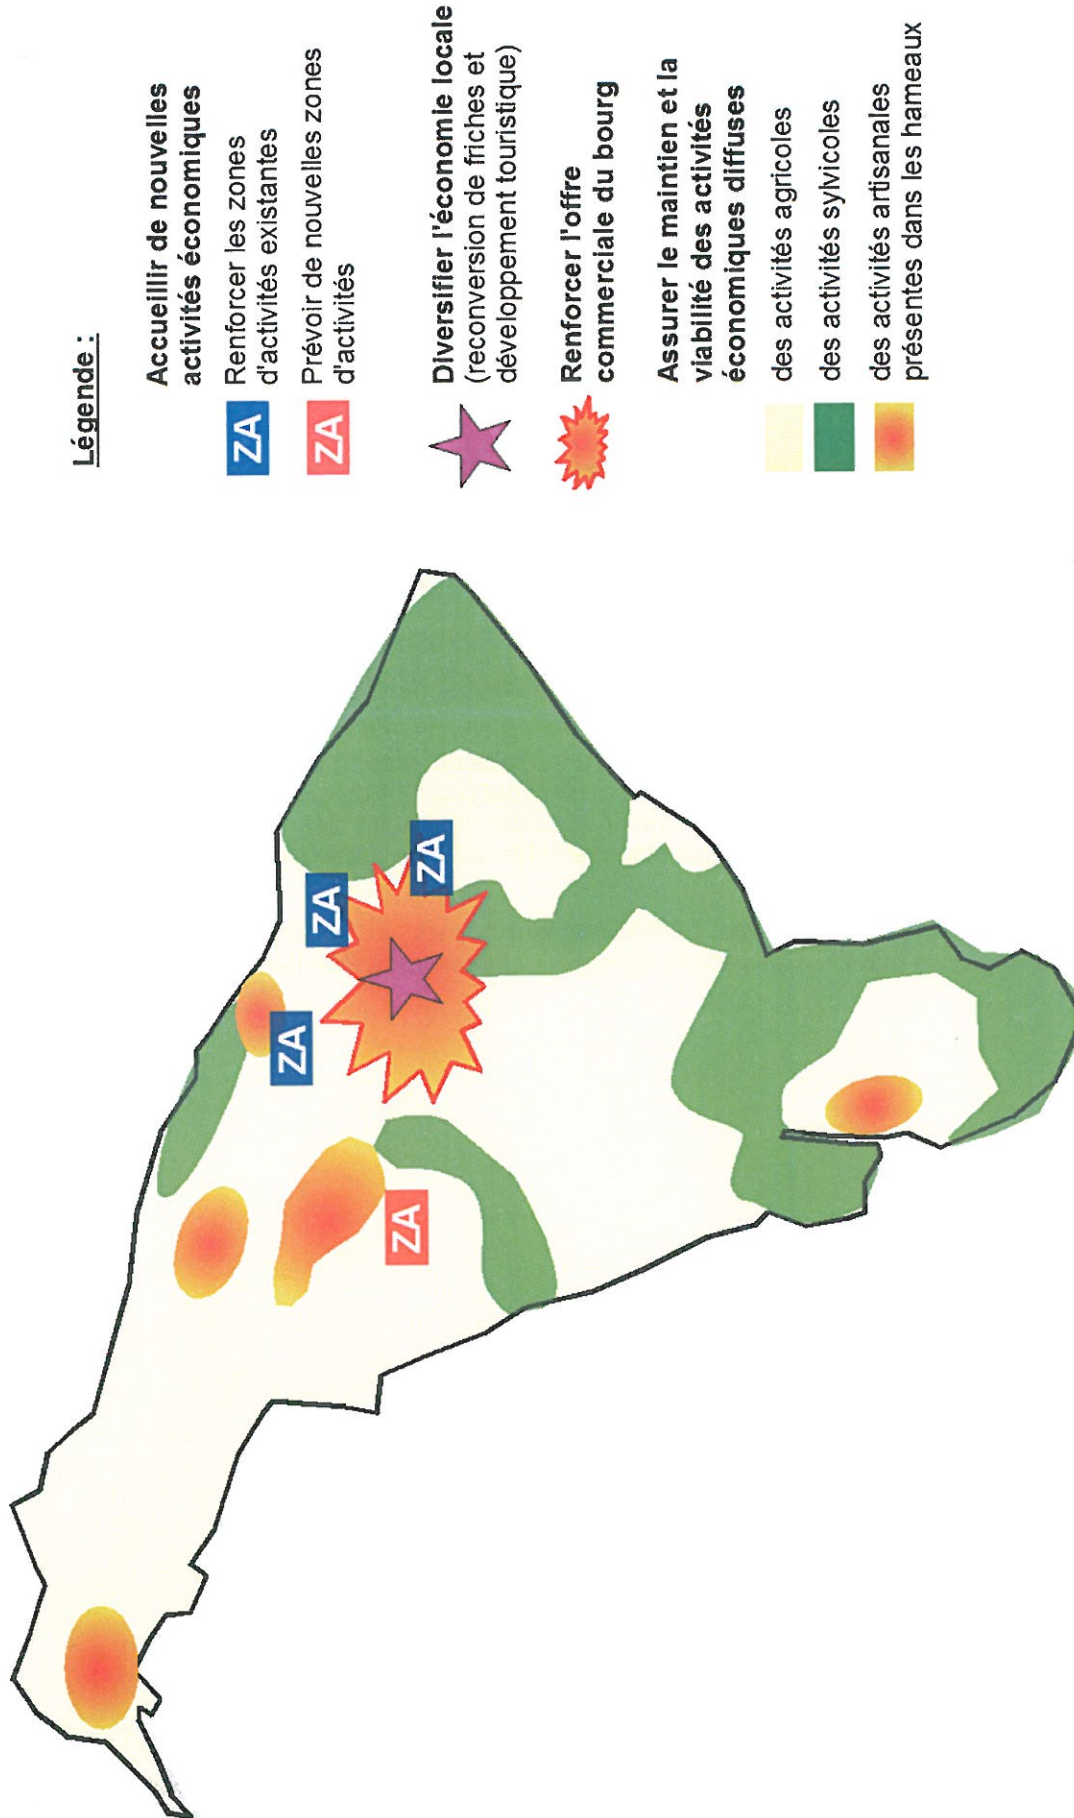 Légende :
Accueillir de nouvelles
activités économiques
ZA
Renforcer les zones
d'activités existantes
ZA
Prévoir de nouvelles zones
d'activités
Diversifier l'économie locale
(reconversion de friches et
développement touristique)
Renforcer l'offre
commerciale du bourg
Assurer le maintien et la
viabilité des activités
économiques diffuses
des activités agricoles
des activités sylvicoles
des activités artisanales
présentes dans les hameaux
ZA
ZA
ZA
ZA